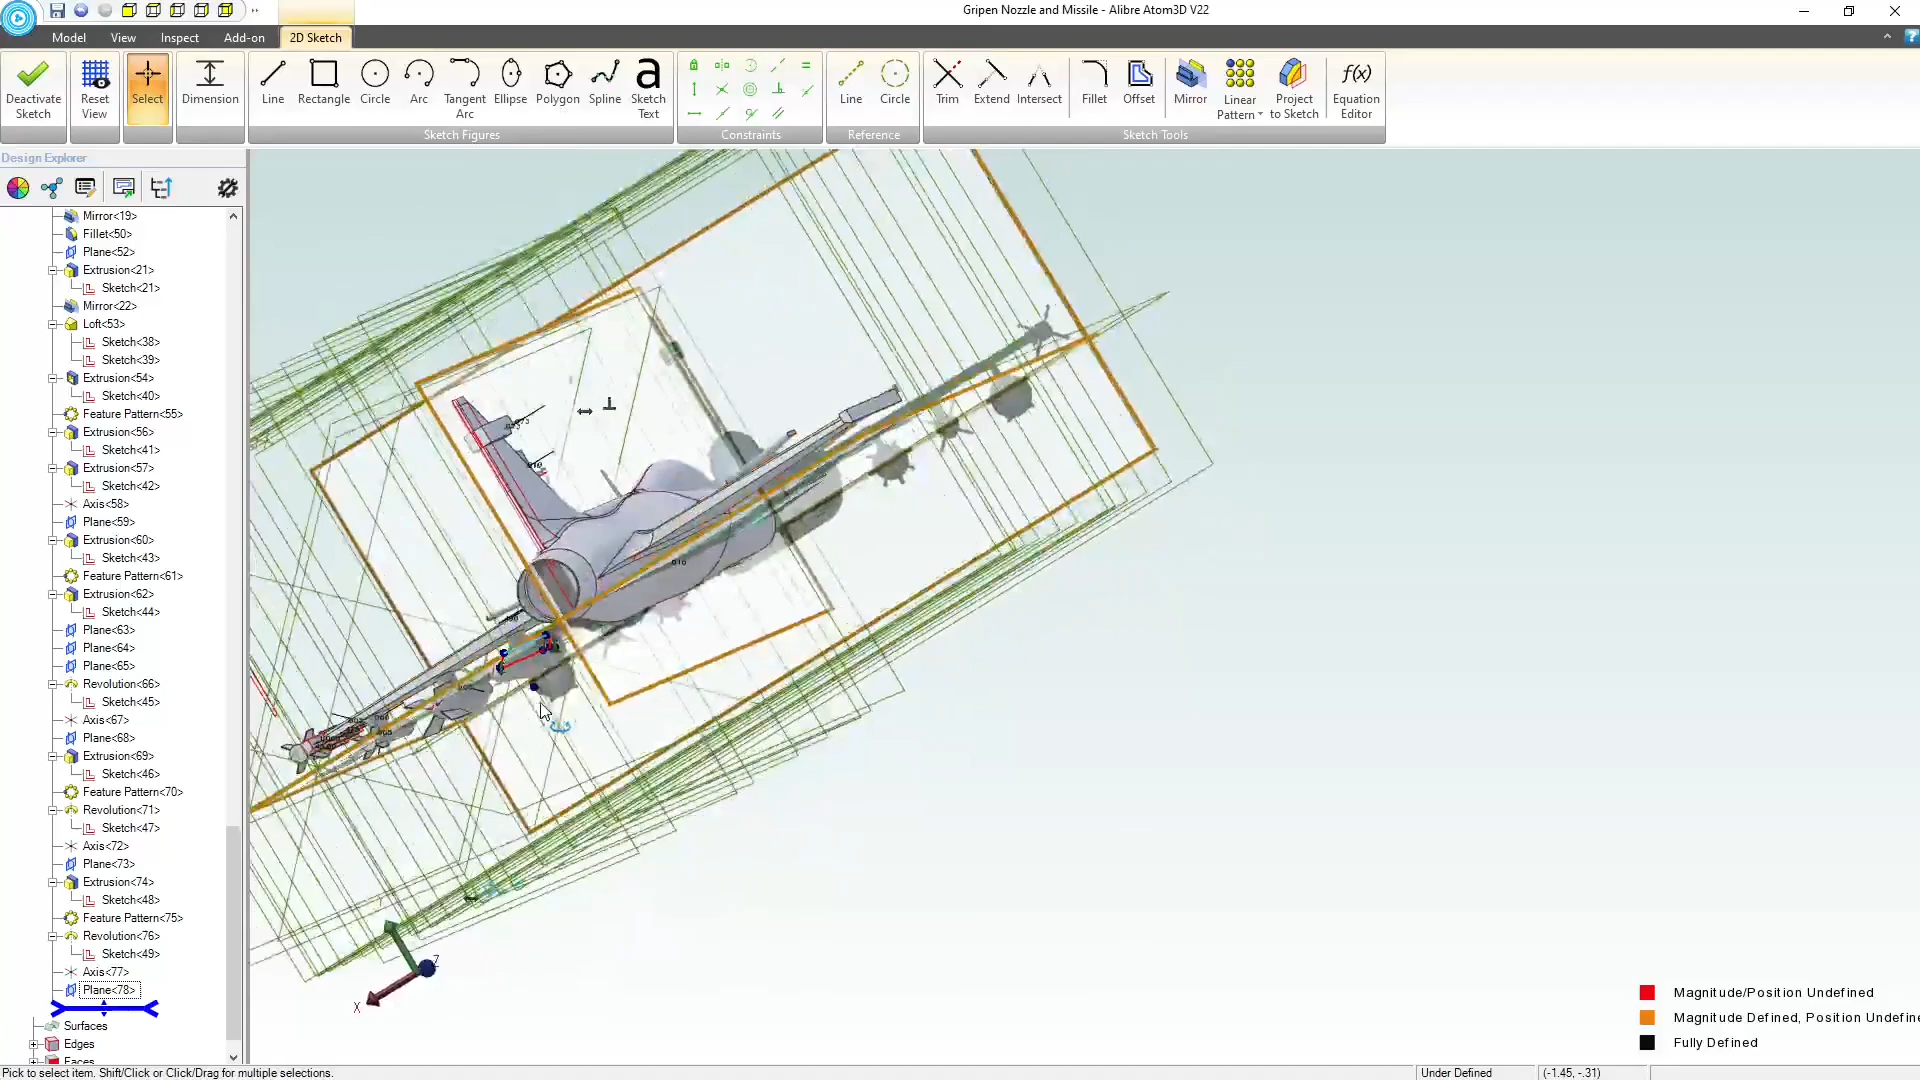 Gripen Nozzle and Missile - Alibre Atom3D V22
Model View Inspect Add-on 2D Sketch
Deactivate Sketch
Reset View
Select
Dimension
Line Rectangle Circle Arc Tangent Arc Ellipse Polygon Spline Sketch Text
Line Circle
Trim Extend Intersect Fillet Offset Mirror Linear Pattern Project to Sketch
f(x)
Equation Editor
Sketch Figures Constraints Reference Sketch Tools
Design Explorer
Mirror<19>
Fillet<50>
Plane<52>
Extrusion<21>
Sketch<21>
Mirror<22>
Loft<53>
Sketch<38>
Sketch<39>
Extrusion<54>
Sketch<40>
Feature Pattern<55>
Extrusion<56>
Sketch<41>
Extrusion<57>
Sketch<42>
Axis<58>
Plane<59>
Extrusion<60>
Sketch<43>
Feature Pattern<61>
Extrusion<62>
Sketch<44>
Plane<63>
Plane<64>
Plane<65>
Revolution<66>
Sketch<45>
Axis<67>
Plane<68>
Extrusion<69>
Sketch<46>
Feature Pattern<70>
Revolution<71>
Sketch<47>
Axis<72>
Plane<73>
Extrusion<74>
Sketch<48>
Feature Pattern<75>
Revolution<76>
Sketch<49>
Axis<77>
Plane<78>
Surfaces
Edges
Faces
Z
X
Magnitude/Position Undefined
Magnitude Defined, Position Undefine
Fully Defined
Pick to select item. Shift/Click or Click/Drag for multiple selections.
Under Defined
(-1.45, -.31)